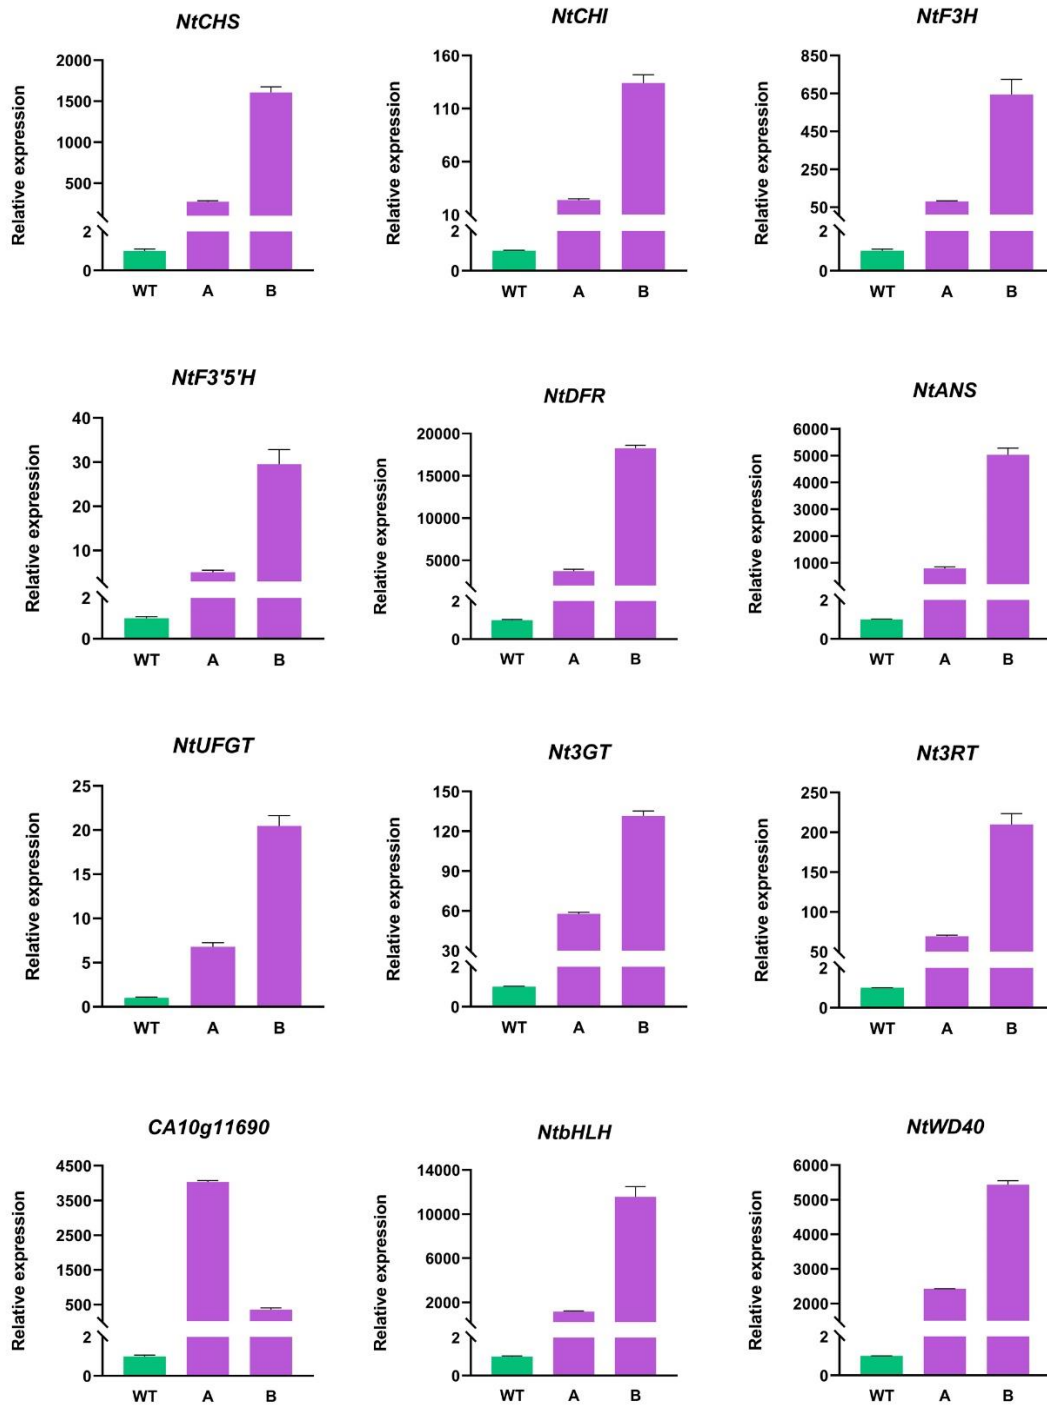 NtCHS
Relative expression
2000
1500
1000
500
2
0
WT A B
NtCHI
Relative expression
160
110
60
10
2
0
WT A B
NtF3H
Relative expression
850
650
450
250
50
2
0
WT A B
NtF3'5'H
Relative expression
40
30
20
10
2
0
WT A B
NtDFR
Relative expression
20000
15000
10000
5000
2
0
WT A B
NtANS
Relative expression
6000
5000
4000
3000
2000
1000
2
0
WT A B
NtUFGT
Relative expression
25
20
15
10
5
0
WT A B
Nt3GT
Relative expression
150
120
90
60
30
2
0
WT A B
Nt3RT
Relative expression
250
200
150
100
50
2
0
WT A B
CA10g11690
Relative expression
4500
3500
2500
1500
500
2
0
WT A B
NtbHLH
Relative expression
14000
10000
6000
2000
2
0
WT A B
NtWD40
Relative expression
6000
5000
4000
3000
2000
2
0
WT A B